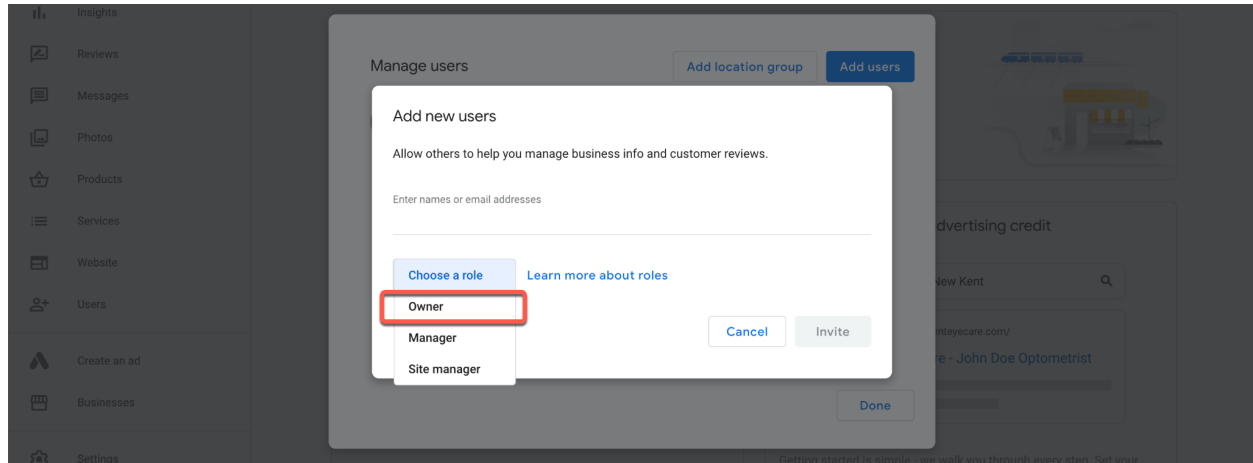 Insights
Reviews
Messages
Photos
Products
Services
Website
Users
Create an ad
Businesses
Settings
Manage users
Add location group
Add users
Add new users
Allow others to help you manage business info and customer reviews.
Enter names or email addresses
Choose a role
Learn more about roles
Owner
Manager
Site manager
Cancel
Invite
Done
dvertising credit
New Kent
nteyecare.com/
re - John Doe Optometrist
Getting started is simple - we walk you through every step. Set your